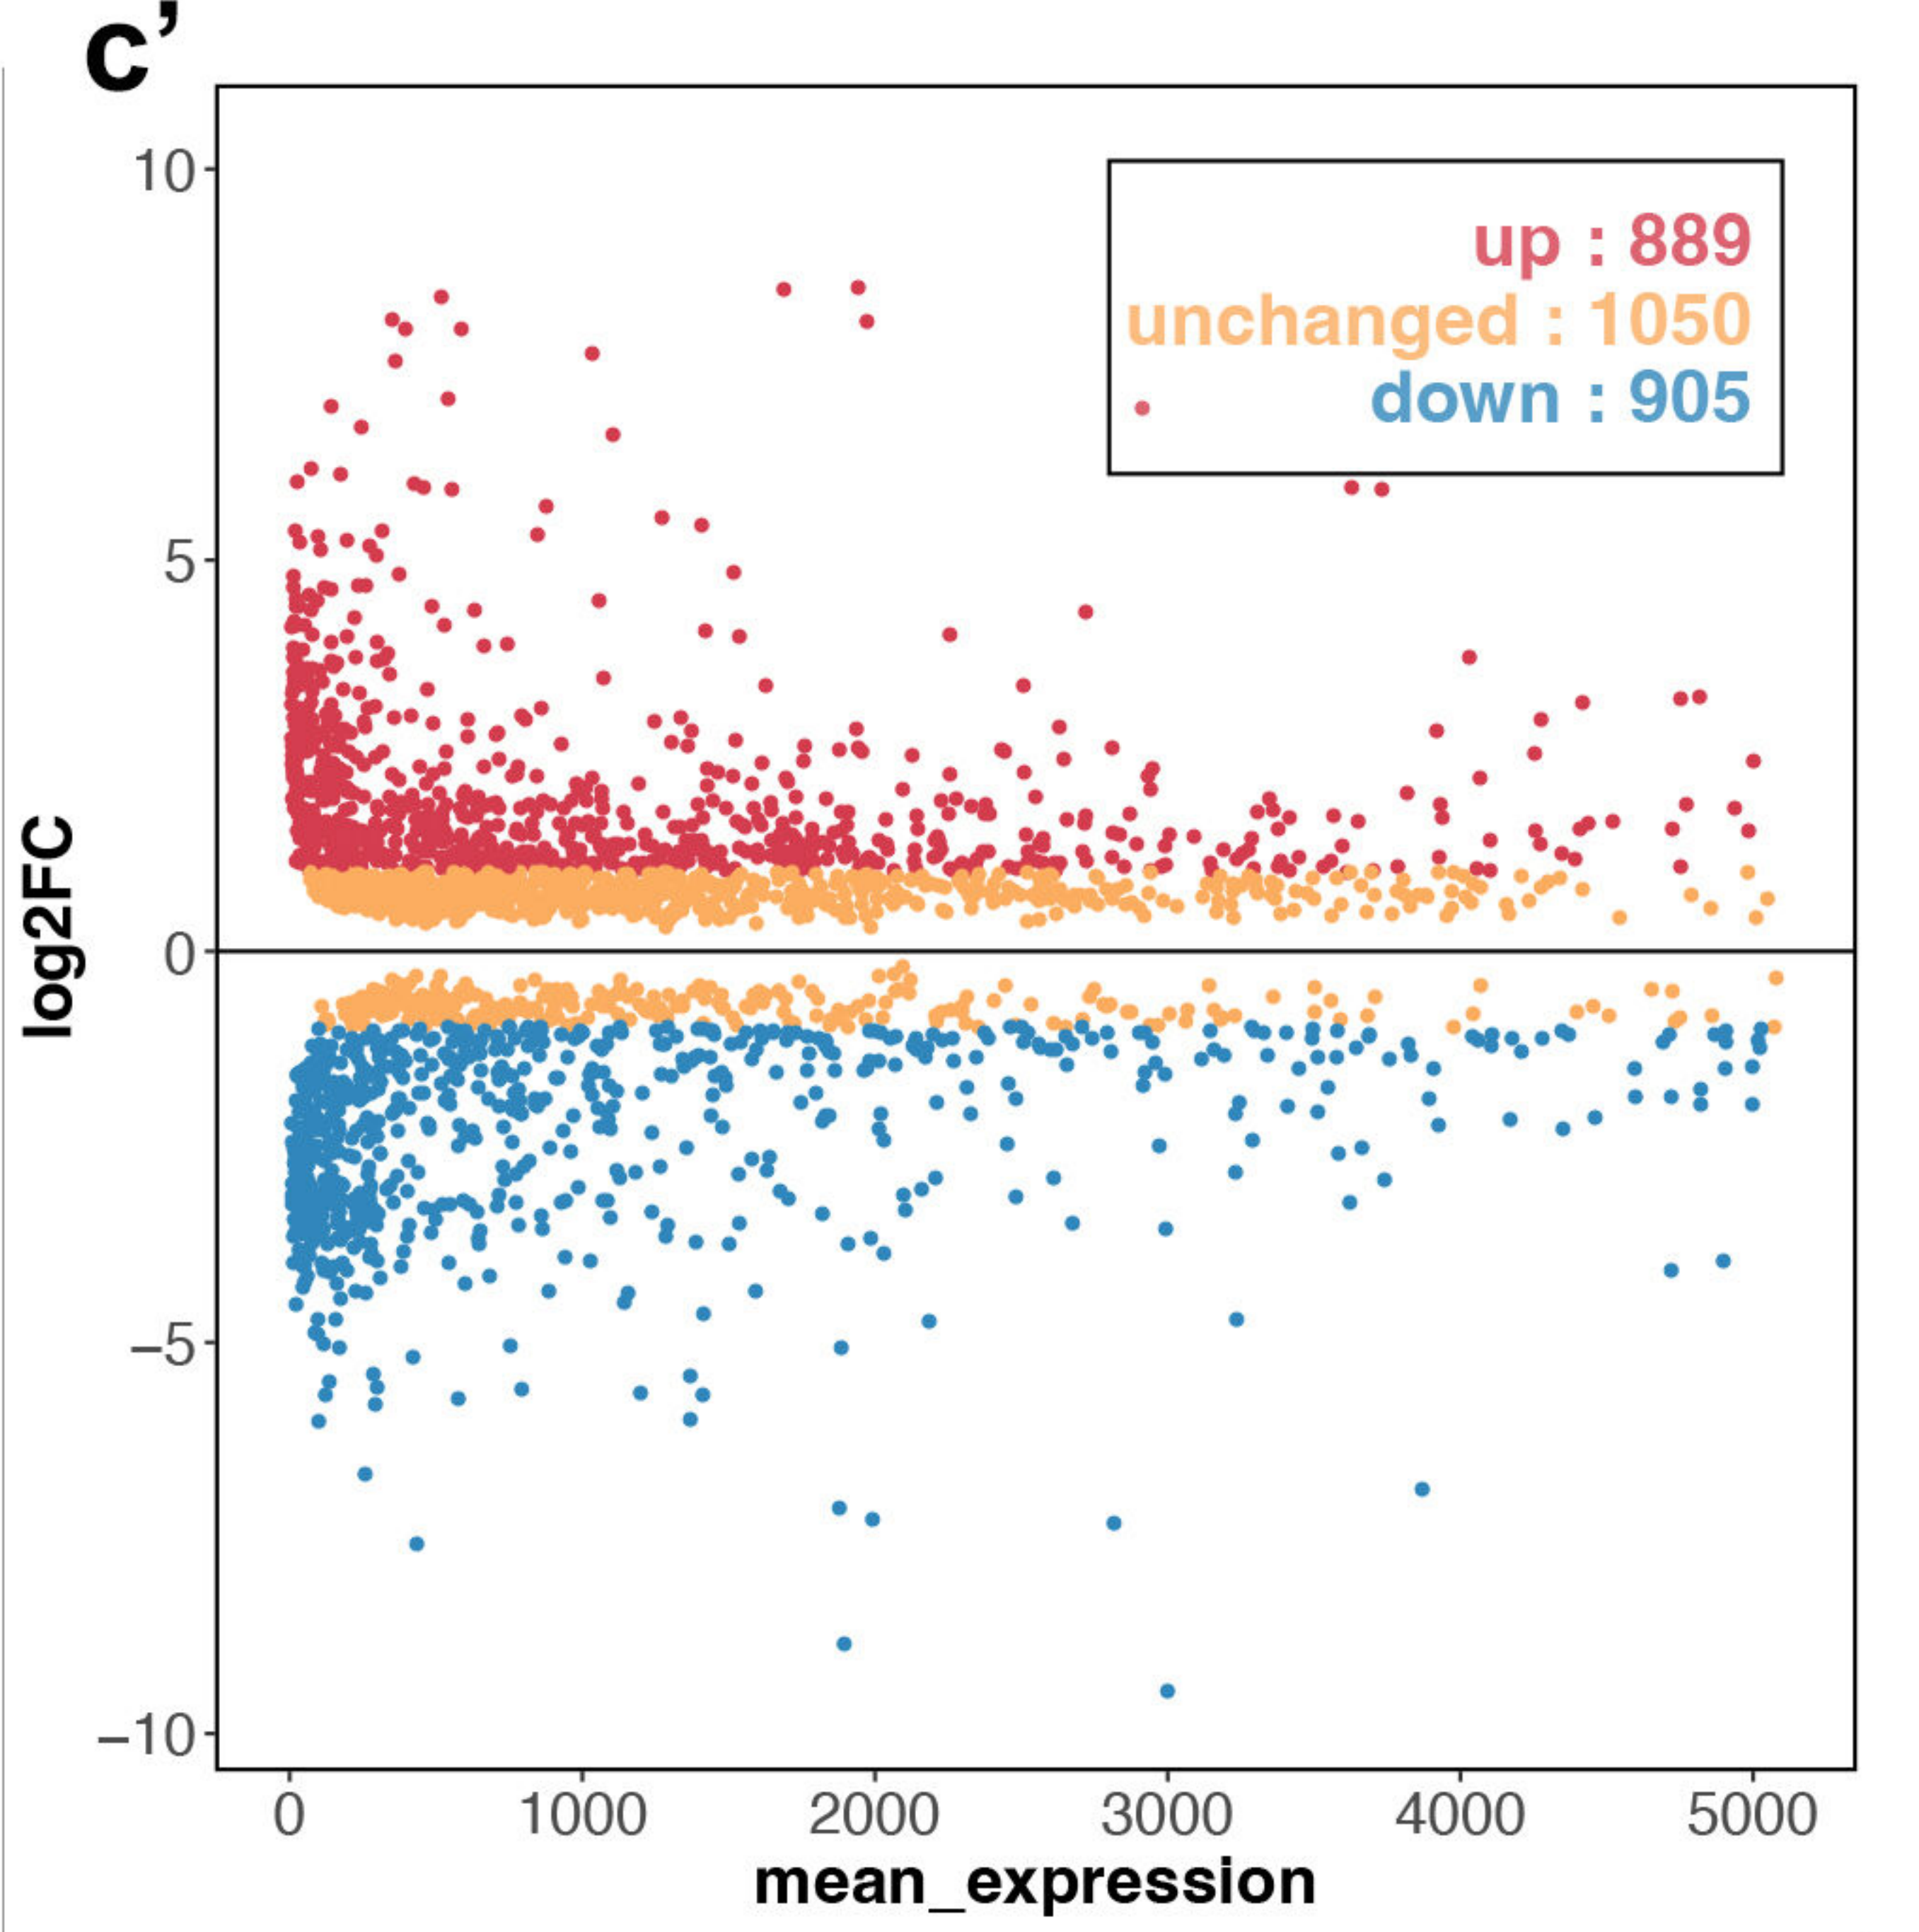 c’
10
5
0
−5
−10
log2FC
up : 889
unchanged : 1050
down : 905
0 1000 2000 3000 4000 5000
mean_expression